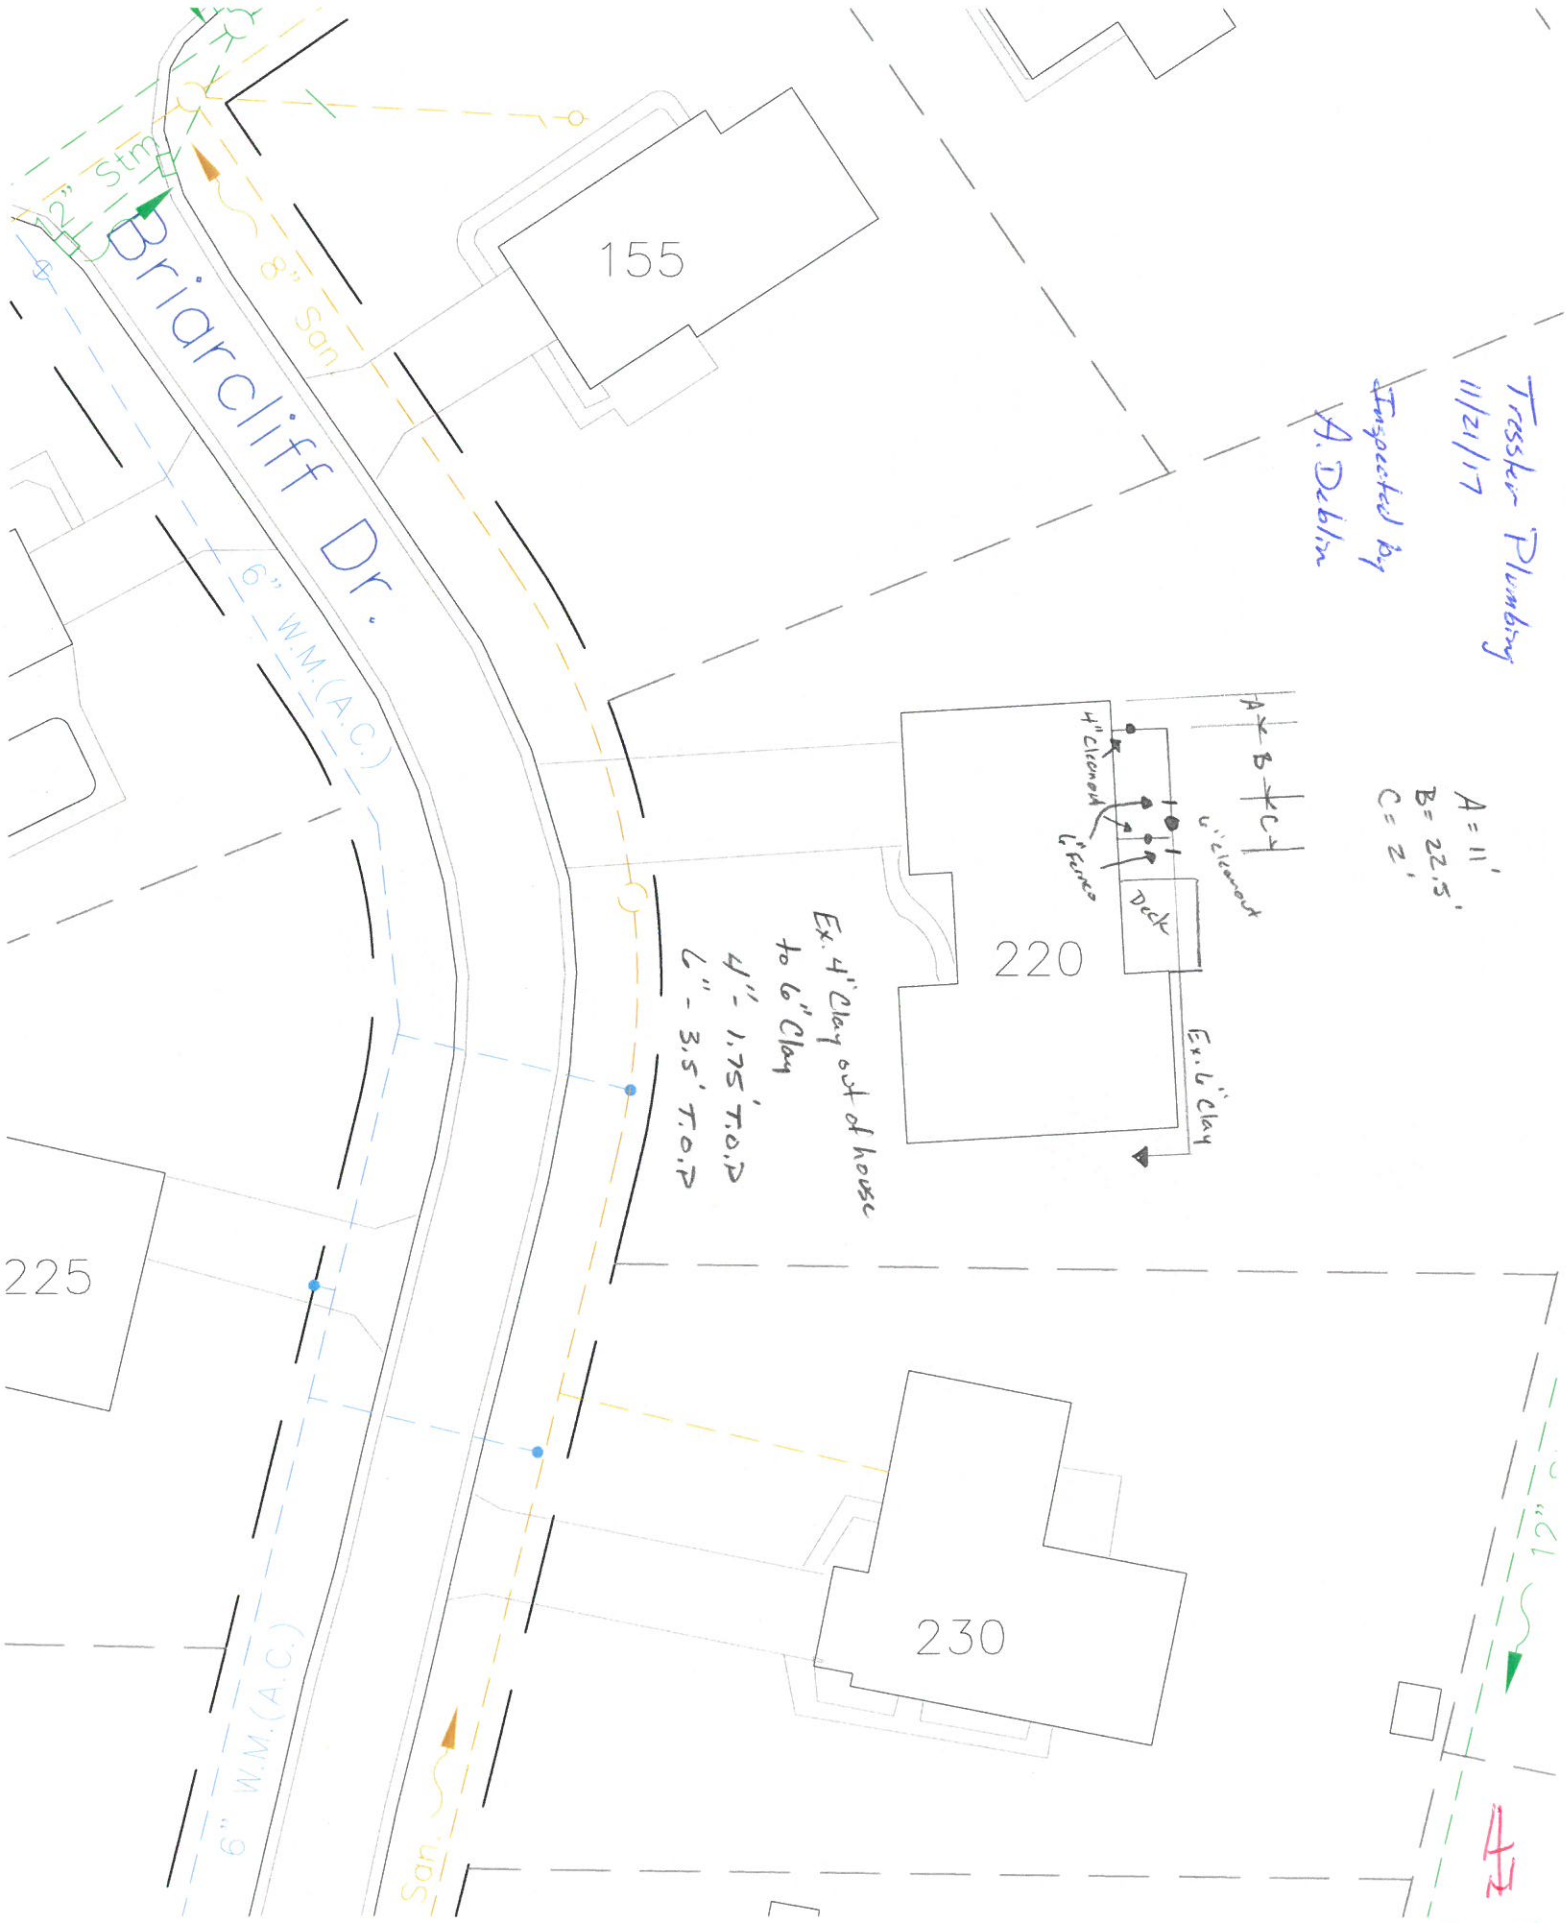 Tressler Plumbing
11/21/17
Inspected by
A. Deblin
A = 11'
B = 22.5'
C = 2'
A
B
C
4" Cleanout
6" cleanout
6" Fernco
Deck
Ex. 6" Clay
Ex. 4" Clay out of house
to 6" Clay
4" - 1.75' T.O.P
6" - 3.5' T.O.P
155
220
230
225
Briarcliff Dr.
12" Stm
8" San.
6" W.M.(A.C.)
6" W.M.(A.C.)
San.
12"